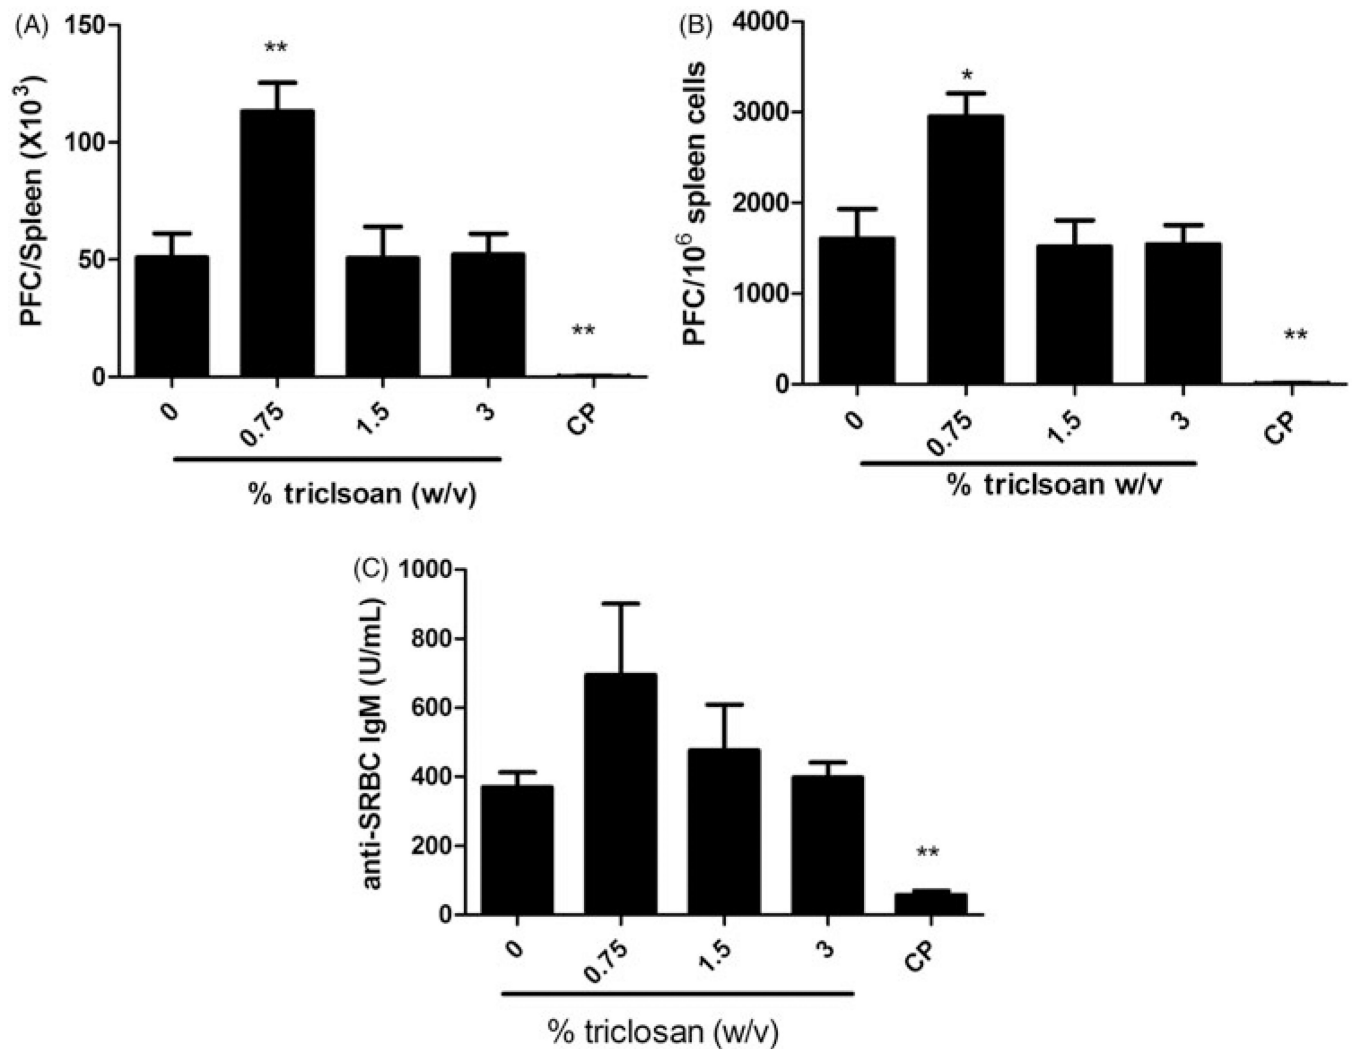 (A)
150
100
50
0
PFC/Spleen (X10³)
**
**
0
0.75
1.5
3
CP
% triclsoan (w/v)
(B)
4000
3000
2000
1000
0
PFC/10⁶ spleen cells
*
**
0
0.75
1.5
3
CP
% triclsoan w/v
(C)
1000
800
600
400
200
0
anti-SRBC IgM (U/mL)
**
0
0.75
1.5
3
CP
% triclosan (w/v)